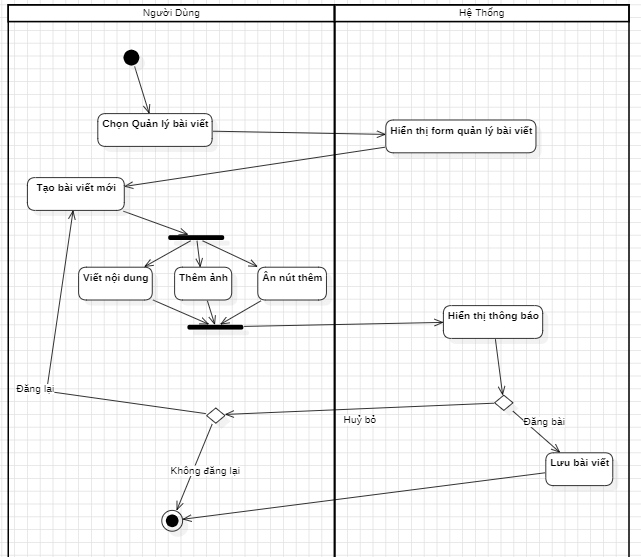 Người Dùng
Hệ Thống
Chọn Quản lý bài viết
Hiển thị form quản lý bài viết
Tạo bài viết mới
Viết nội dung
Thêm ảnh
Ấn nút thêm
Hiển thị thông báo
Đăng lại
Huỷ bỏ
Đăng bài
Không đăng lại
Lưu bài viết